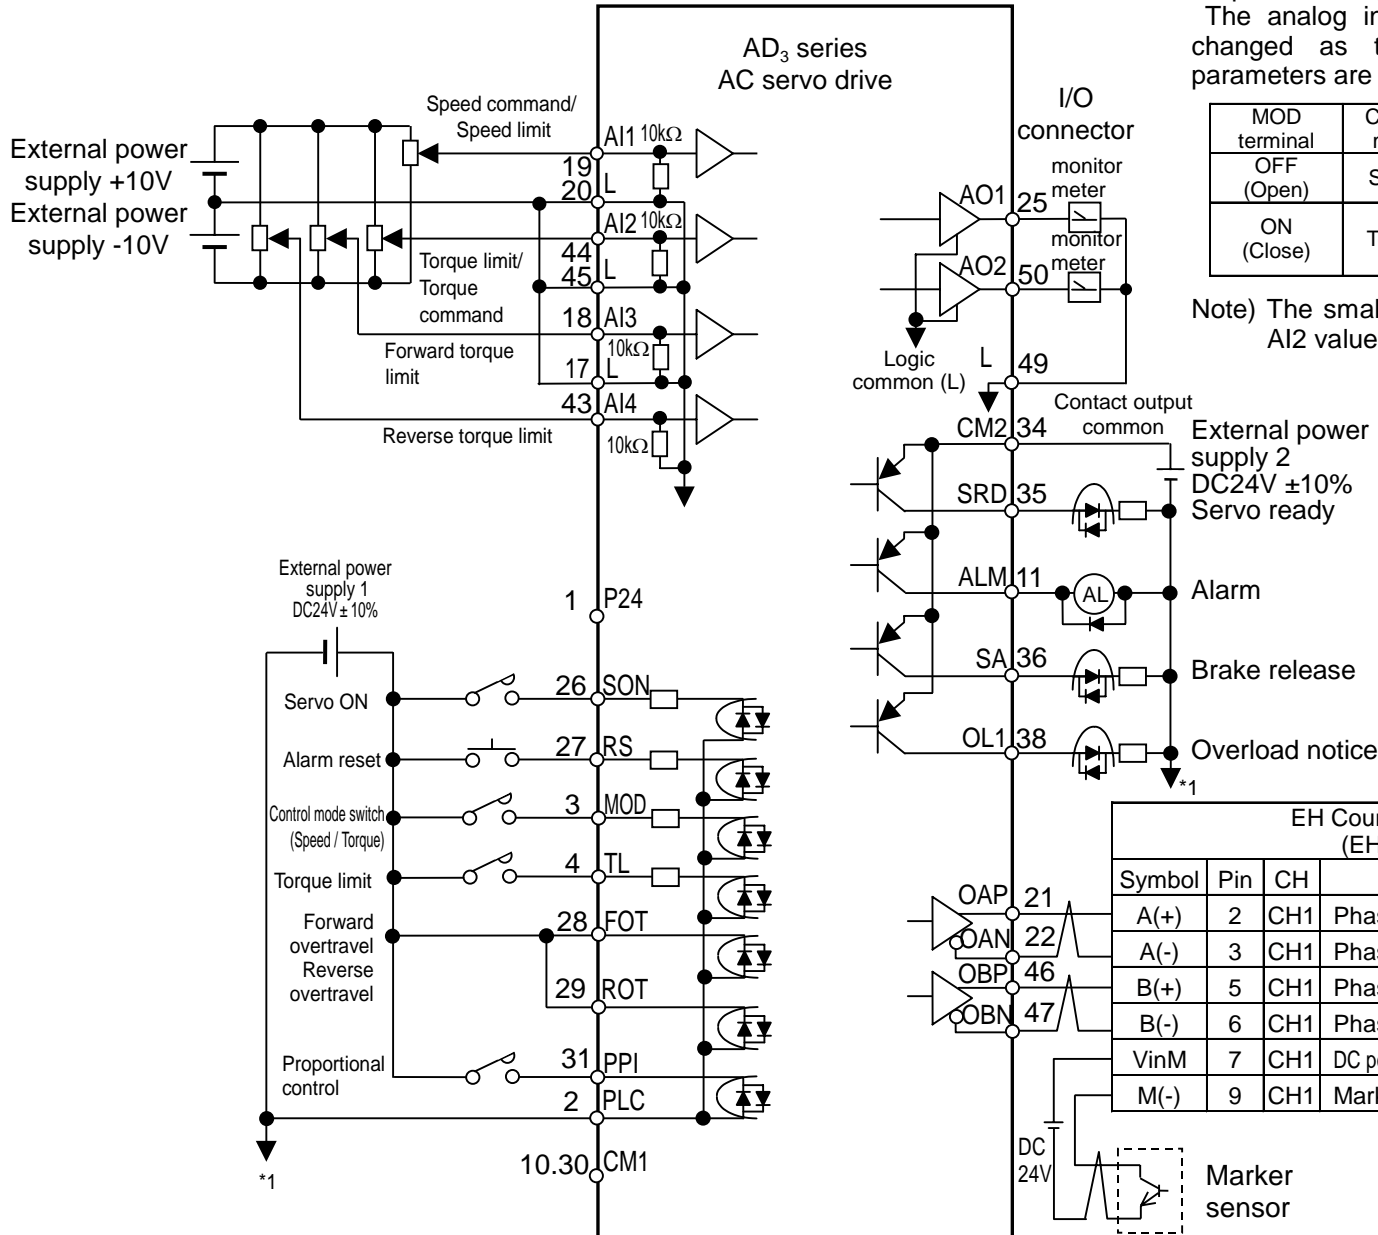 AD3 series
AC servo drive
The analog in
changed as t
parameters are
I/O
connector
MOD
terminal
OFF
(Open)
S
ON
(Close)
T
Note) The smal
AI2 value
External power
supply +10V
External power
supply -10V
Speed command/
Speed limit
19
AI1
10kΩ
20
L
44
AI2
10kΩ
45
L
Torque limit/
Torque
command
18
AI3
10kΩ
Forward torque
limit
17
L
43
AI4
10kΩ
Reverse torque limit
AO1
25
monitor
meter
AO2
50
monitor
meter
Logic
common (L)
L
49
Contact output
common
CM2
34
External power
supply 2
DC24V ±10%
SRD
35
Servo ready
ALM
11
AL
Alarm
SA
36
Brake release
OL1
38
Overload notice
*1
External power
supply 1
DC24V ± 10%
1
P24
Servo ON
26
SON
Alarm reset
27
RS
Control mode switch
(Speed / Torque)
3
MOD
Torque limit
4
TL
Forward
overtravel
28
FOT
Reverse
overtravel
29
ROT
Proportional
control
31
PPI
2
PLC
*1
10.30
CM1
OAP
21
OAN
22
OBP
46
OBN
47
EH Cour
(EH
Symbol Pin CH
A(+) 2 CH1 Phas
A(-) 3 CH1 Phas
B(+) 5 CH1 Phas
B(-) 6 CH1 Phas
VinM 7 CH1 DC po
M(-) 9 CH1 Mark
DC
24V
Marker
sensor